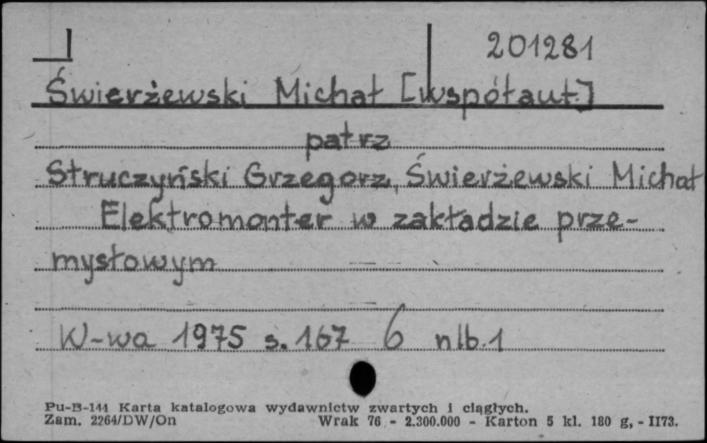 201281
Świerżewski Michał [współaut.]
patrz
Struczyński Grzegorz, Świerżewski Michał
Elektromonter w zakładzie prze-
mysłowym
W-wa 1975 s. 167 6 nlb. 1
Pu-B-144 Karta katalogowa wydawnictw zwartych i ciągłych.
Zam. 2264/DW/On Wrak 76 - 2.300.000 - Karton 5 kl. 180 g, - II73.